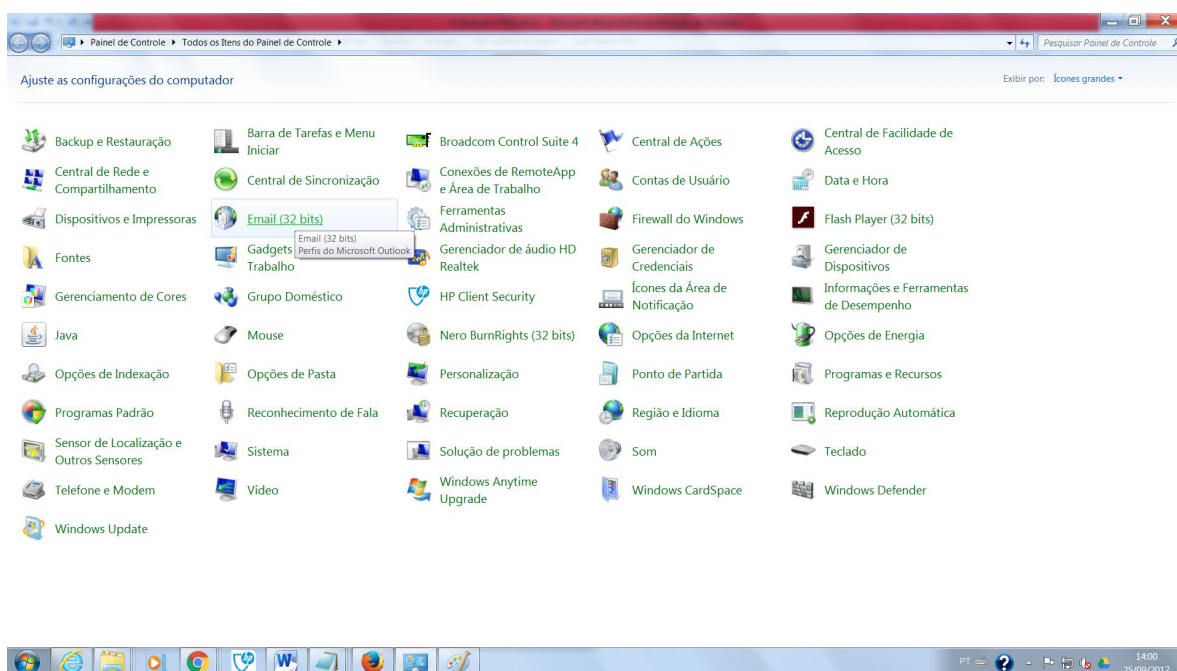 Painel de Controle
Todos os Itens do Painel de Controle
Pesquisar Painel de Controle
Ajuste as configurações do computador
Exibir por: Ícones grandes
Backup e Restauração
Barra de Tarefas e Menu
Iniciar
Broadcom Control Suite 4
Central de Ações
Central de Facilidade de
Acesso
Central de Rede e
Compartilhamento
Central de Sincronização
Conexões de RemoteApp
e Área de Trabalho
Contas de Usuário
Data e Hora
Dispositivos e Impressoras
Email (32 bits)
Ferramentas
Administrativas
Firewall do Windows
Flash Player (32 bits)
Email (32 bits)
Perfis do Microsoft Outlook
Fontes
Gadgets
Trabalho
Gerenciador de áudio HD
Realtek
Gerenciador de
Credenciais
Gerenciador de
Dispositivos
Gerenciamento de Cores
Grupo Doméstico
HP Client Security
Ícones da Área de
Notificação
Informações e Ferramentas
de Desempenho
Java
Mouse
Nero BurnRights (32 bits)
Opções da Internet
Opções de Energia
Opções de Indexação
Opções de Pasta
Personalização
Ponto de Partida
Programas e Recursos
Programas Padrão
Reconhecimento de Fala
Recuperação
Região e Idioma
Reprodução Automática
Sensor de Localização e
Outros Sensores
Sistema
Solução de problemas
Som
Teclado
Telefone e Modem
Vídeo
Windows Anytime
Upgrade
Windows CardSpace
Windows Defender
Windows Update
PT
14:00
25/09/2017